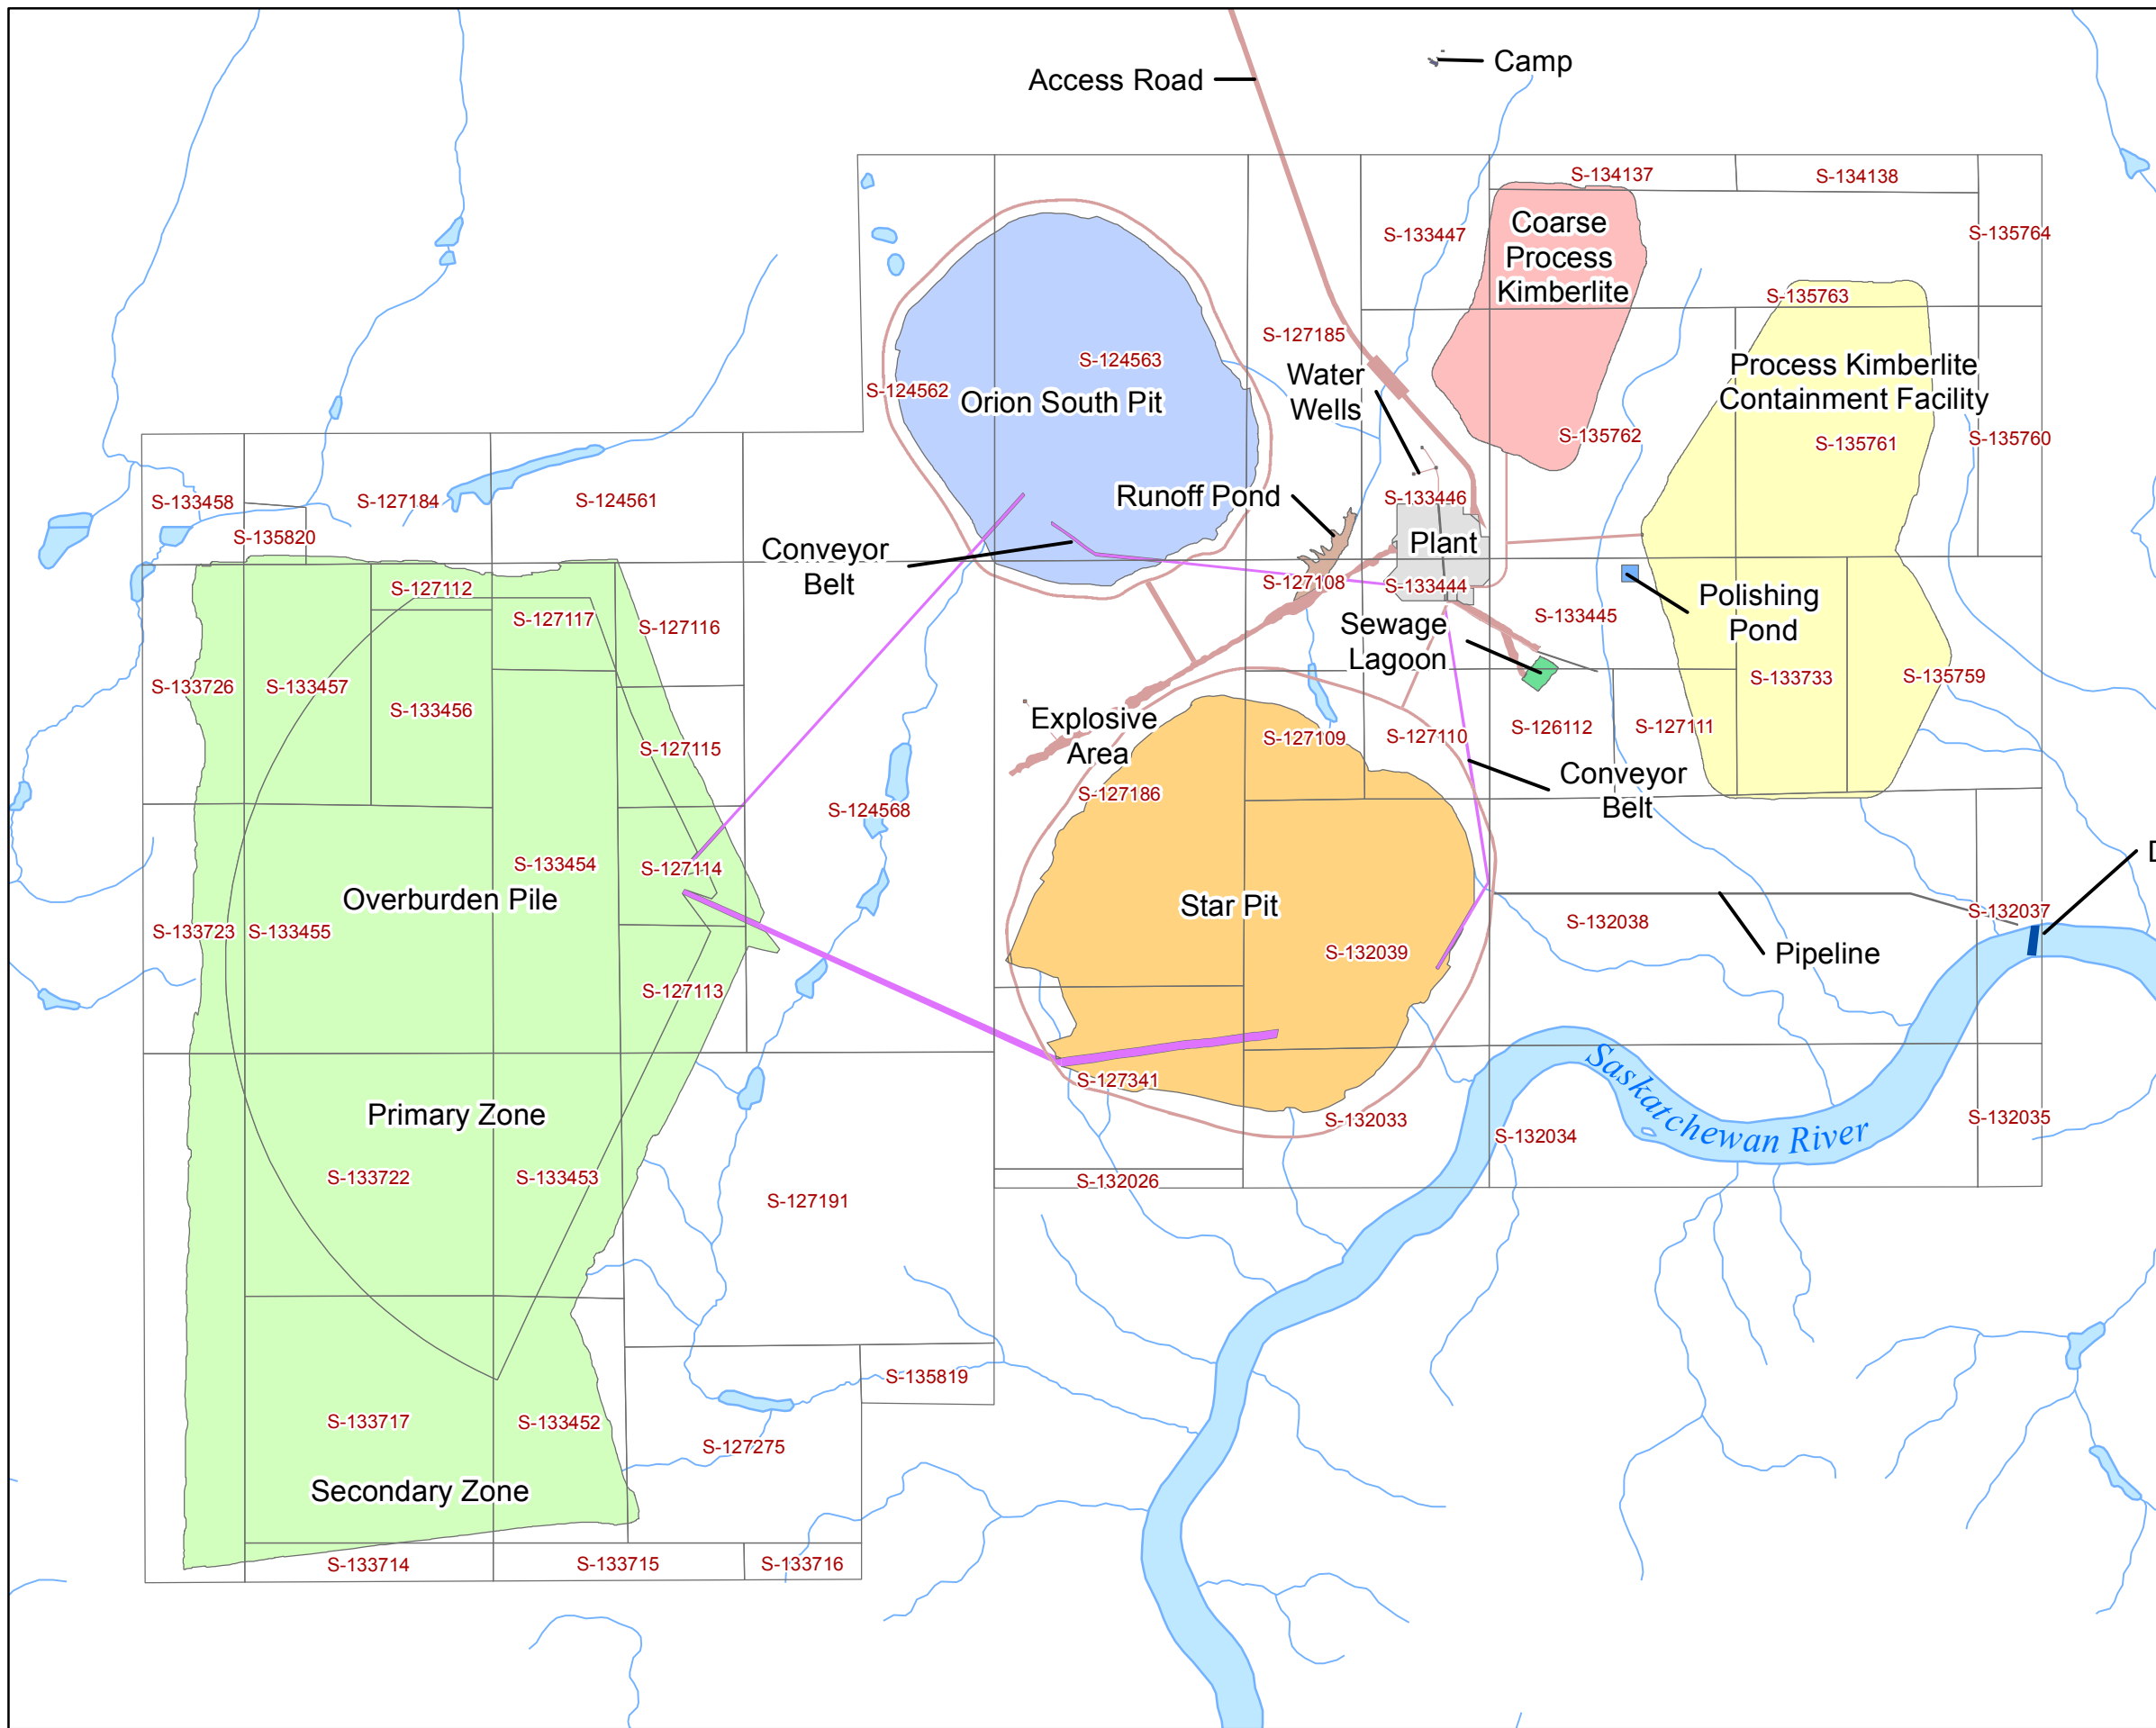 Camp
Access Road
S-134137
S-134138
S-133447
Coarse
Process
Kimberlite
S-135764
S-135763
S-127185
S-124563
S-124562
Orion South Pit
Water
Wells
Process Kimberlite
Containment Facility
S-135762
S-135761
S-135760
S-133458
S-127184
S-124561
Runoff Pond
S-133446
S-135820
Conveyor
Belt
Plant
S-127112
S-127108
S-133444
S-127117
S-127116
S-133445
Polishing
Pond
Sewage
Lagoon
S-133726
S-133457
S-133456
S-133733
S-135759
Explosive
Area
S-127115
S-127109
S-127110
S-126112
S-127111
S-127186
Conveyor
Belt
S-124568
S-133454
S-127114
D
Overburden Pile
Star Pit
S-133723
S-133455
S-132039
S-132038
S-132037
Pipeline
S-127113
S-127341
Saskatchewan River
Primary Zone
S-132033
S-132034
S-132035
S-133722
S-133453
S-132026
S-127191
S-135819
S-133717
S-133452
S-127275
Secondary Zone
S-133714
S-133715
S-133716